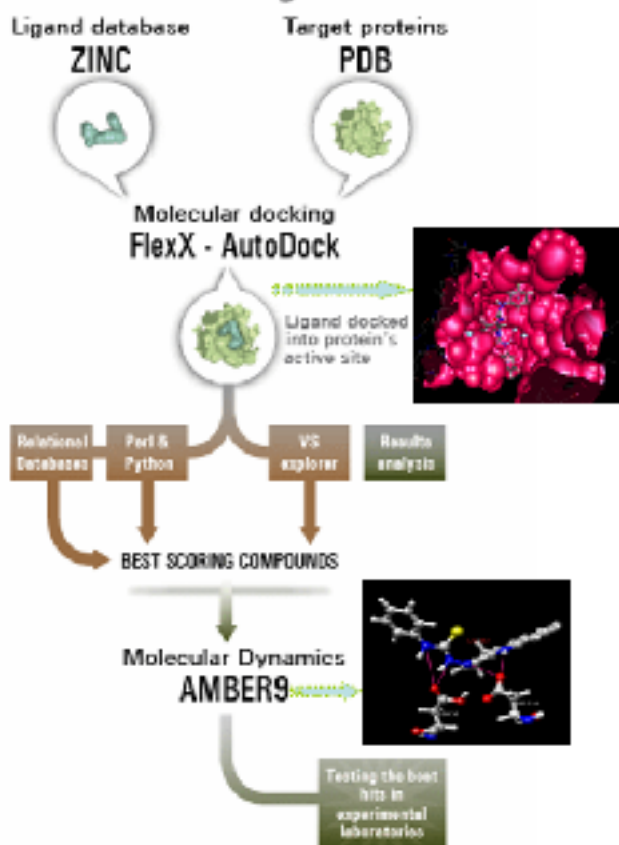 Ligand database
ZINC
Target proteins
PDB
Molecular docking
FlexX - AutoDock
Ligand docked
into protein's
active site
Relational
Databases
Perl &
Python
VS
explorer
Results
analysis
BEST SCORING COMPOUNDS
Molecular Dynamics
AMBER9
Testing the best
hits in
experimental
laboratories